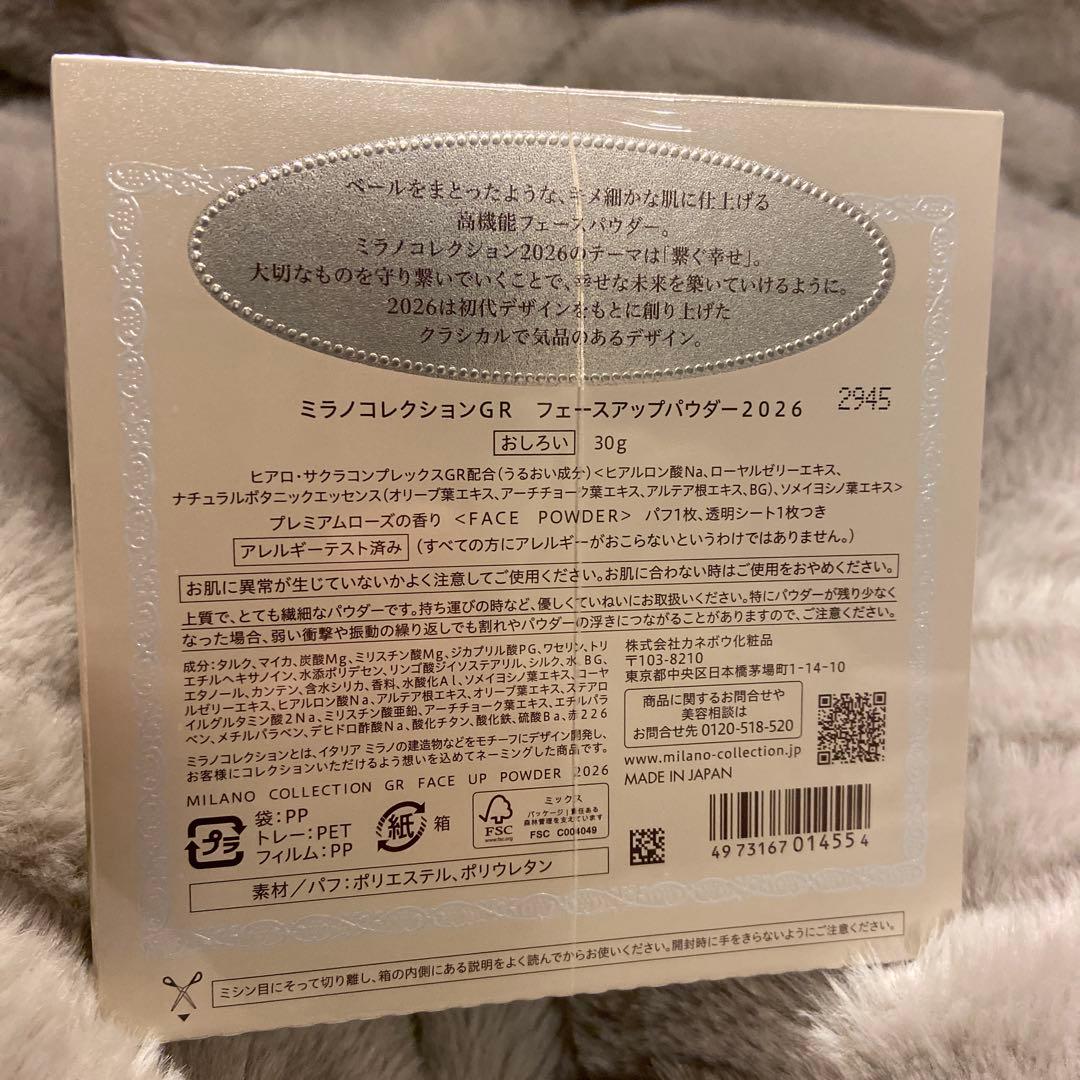 ベールをまとったような、キメ細かな肌に仕上げる
高機能フェースパウダー。
ミラノコレクション2026のテーマは「繋ぐ幸せ」。
大切なものを守り繋いでいくことで、幸せな未来を築いていけるように。
2026は初代デザインをもとに創り上げた
クラシカルで気品のあるデザイン。
ミラノコレクションGR フェースアップパウダー2026 2945
おしろい 30g
ヒアロ・サクラコンプレックスGR配合(うるおい成分)<ヒアルロン酸Na、ローヤルゼリーエキス、
ナチュラルボタニックエッセンス(オリーブ葉エキス、アーチチョーク葉エキス、アルテア根エキス、BG)、ソメイヨシノ葉エキス>
プレミアムローズの香り <FACE POWDER> パフ1枚、透明シート1枚つき
アレルギーテスト済み (すべての方にアレルギーがおこらないというわけではありません。)
お肌に異常が生じていないかよく注意してご使用ください。お肌に合わない時はご使用をおやめください。
上質で、とても繊細なパウダーです。持ち運びの時など、優しくていねいにお取扱いください。特にパウダーが残り少なく
なった場合、弱い衝撃や振動の繰り返しでも割れやパウダーの浮きにつながることがありますので、ご注意ください。
成分:タルク、マイカ、炭酸Mg、ミリスチン酸Mg、ジカプリル酸PG、ワセリン、トリ
エチルヘキサノイン、水添ポリデセン、リンゴ酸ジイソステアリル、シルク、水、BG、
エタノール、カンテン、含水シリカ、香料、水酸化Al、ソメイヨシノ葉エキス、ローヤ
ルゼリーエキス、ヒアルロン酸Na、アルテア根エキス、オリーブ葉エキス、ステアロ
イルグルタミン酸2Na、ミリスチン酸亜鉛、アーチチョーク葉エキス、エチルパラ
ベン、メチルパラベン、デヒドロ酢酸Na、酸化チタン、酸化鉄、硫酸Ba、赤226
ミラノコレクションとは、イタリア ミラノの建造物などをモチーフにデザイン開発し、
お客様にコレクションいただけるよう想いを込めてネーミングした商品です。
MILANO COLLECTION GR FACE UP POWDER 2026
株式会社カネボウ化粧品
〒103-8210
東京都中央区日本橋茅場町1-14-10
商品に関するお問合せや
美容相談は
お問合せ先 0120-518-520
www.milano-collection.jp
MADE IN JAPAN
プラ
袋:PP
トレー:PET
フィルム:PP
紙 箱
FSC
www.fsc.org
ミックス
パッケージ|責任ある
森林管理を支えています
FSC C004049
4973167014554
素材/パフ:ポリエステル、ポリウレタン
ミシン目にそって切り離し、箱の内側にある説明をよく読んでからお使いください。開封時に手をきらないようにご注意ください。